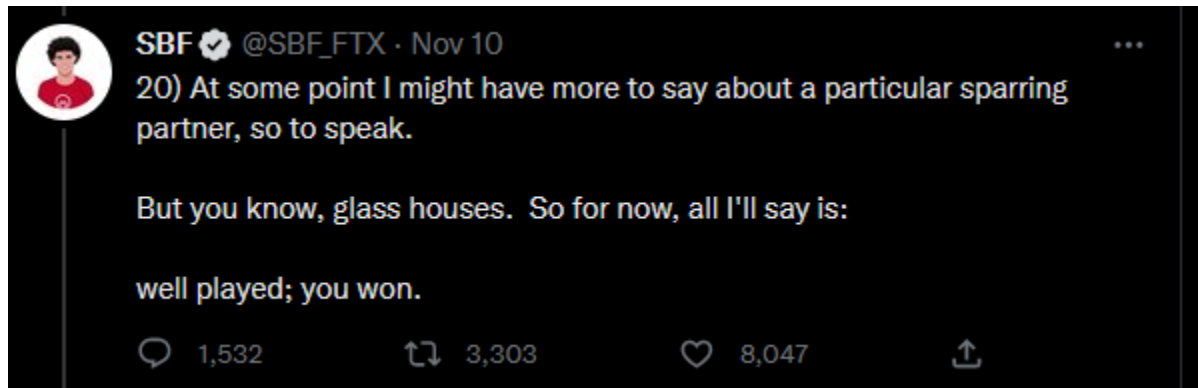 SBF @SBF_FTX · Nov 10
20) At some point I might have more to say about a particular sparring
partner, so to speak.
But you know, glass houses.  So for now, all I'll say is:
well played; you won.
1,532 3,303 8,047